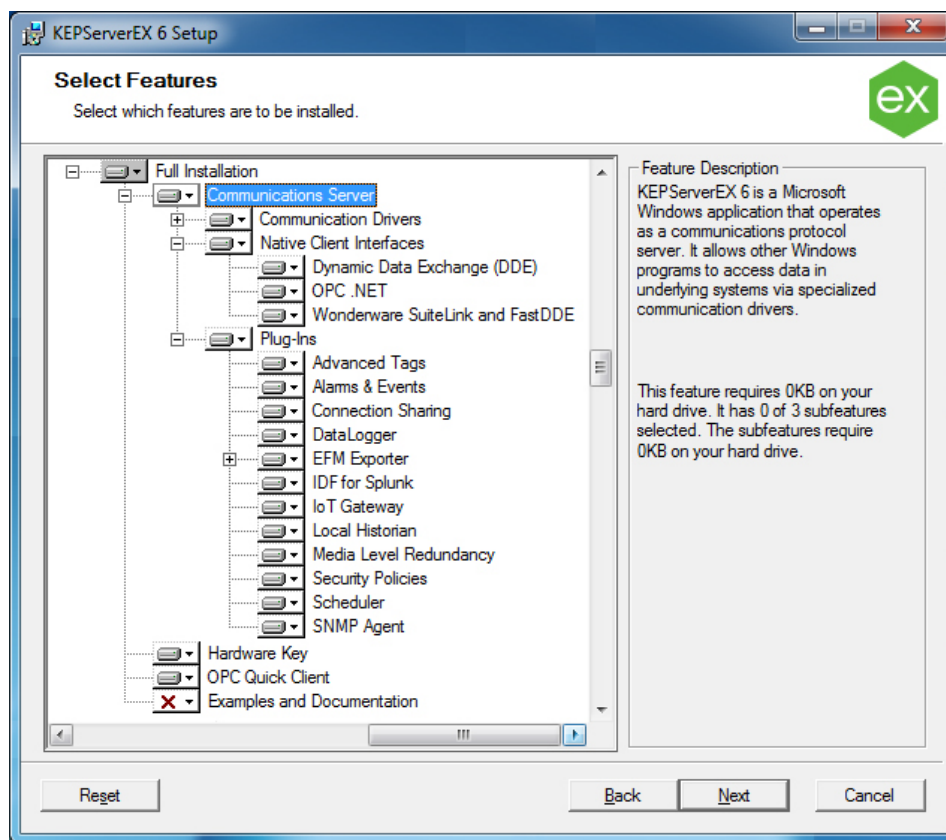 KEPServerEX 6 Setup
Select Features
Select which features are to be installed.
ex
Full Installation
Communications Server
Communication Drivers
Native Client Interfaces
Dynamic Data Exchange (DDE)
OPC .NET
Wonderware SuiteLink and FastDDE
Plug-Ins
Advanced Tags
Alarms & Events
Connection Sharing
DataLogger
EFM Exporter
IDF for Splunk
IoT Gateway
Local Historian
Media Level Redundancy
Security Policies
Scheduler
SNMP Agent
Hardware Key
OPC Quick Client
Examples and Documentation
Feature Description
KEPServerEX 6 is a Microsoft
Windows application that operates
as a communications protocol
server. It allows other Windows
programs to access data in
underlying systems via specialized
communication drivers.
This feature requires 0KB on your
hard drive. It has 0 of 3 subfeatures
selected. The subfeatures require
0KB on your hard drive.
Reset
Back
Next
Cancel